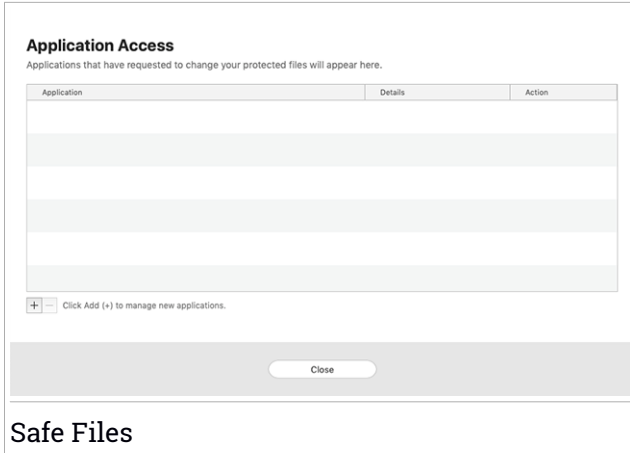 Application Access
Applications that have requested to change your protected files will appear here.
Application Details Action
+ − Click Add (+) to manage new applications.
Close
Safe Files